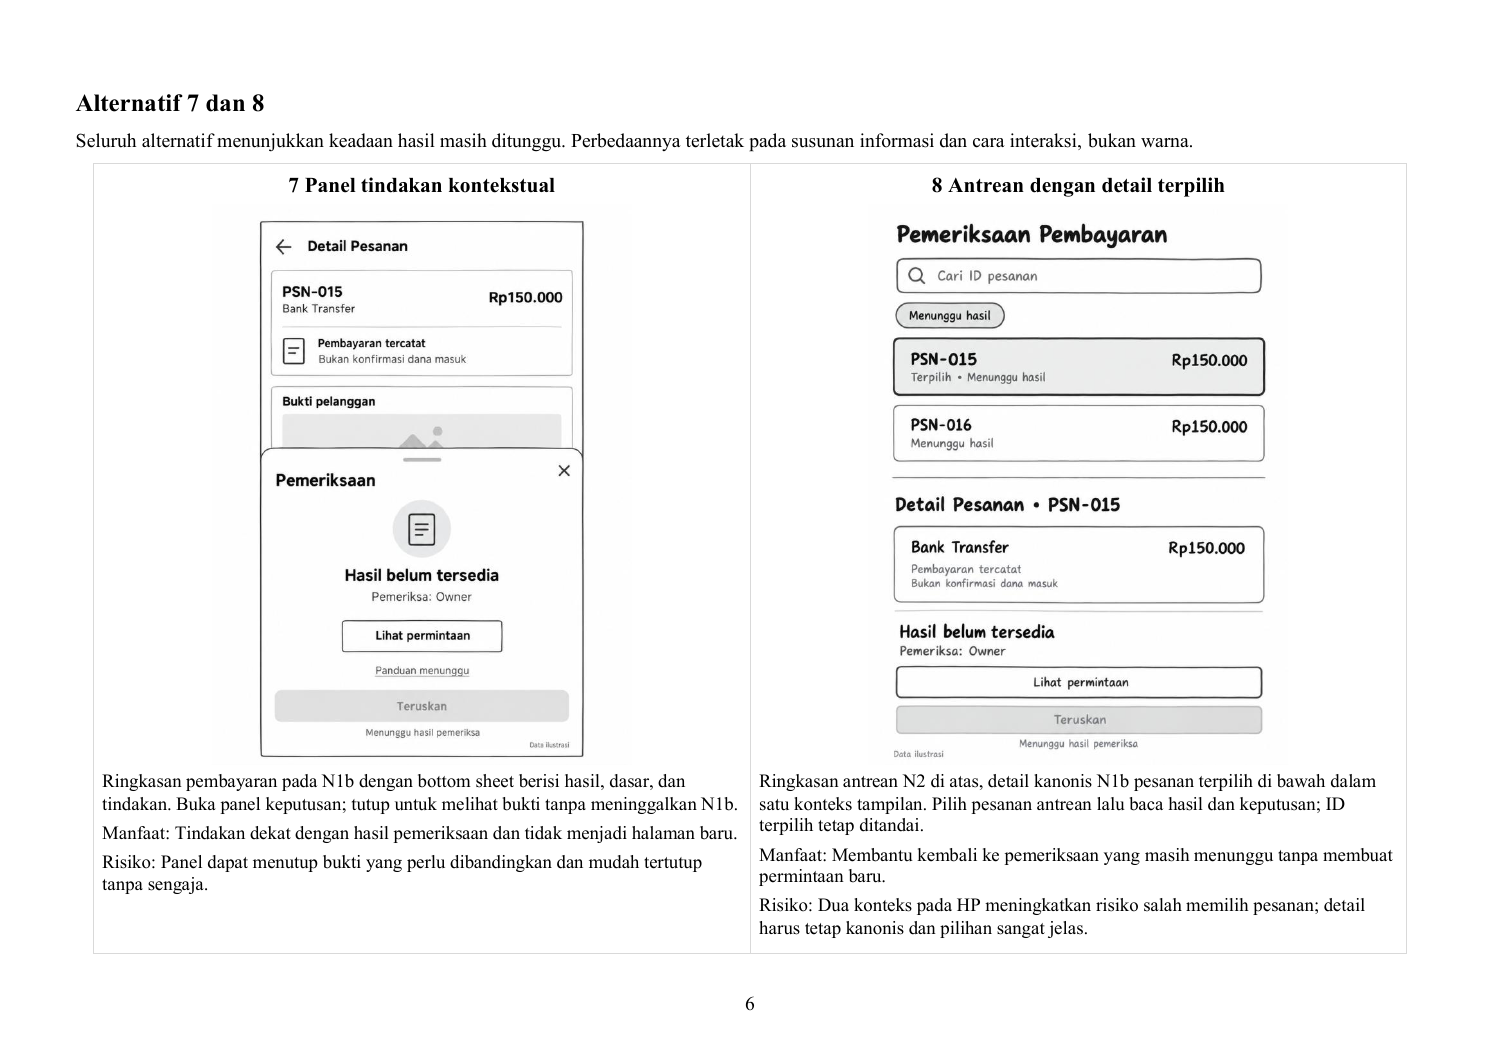 Alternatif 7 dan 8
Seluruh alternatif menunjukkan keadaan hasil masih ditunggu. Perbedaannya terletak pada susunan informasi dan cara interaksi, bukan warna.
7 Panel tindakan kontekstual
Detail Pesanan
PSN-015
Rp150.000
Bank Transfer
Pembayaran tercatat
Bukan konfirmasi dana masuk
Bukti pelanggan
Pemeriksaan
Hasil belum tersedia
Pemeriksa: Owner
Lihat permintaan
Panduan menunggu
Teruskan
Menunggu hasil pemeriksa
Data ilustrasi
Ringkasan pembayaran pada N1b dengan bottom sheet berisi hasil, dasar, dan
tindakan. Buka panel keputusan; tutup untuk melihat bukti tanpa meninggalkan N1b.
Manfaat: Tindakan dekat dengan hasil pemeriksaan dan tidak menjadi halaman baru.
Risiko: Panel dapat menutup bukti yang perlu dibandingkan dan mudah tertutup
tanpa sengaja.
8 Antrean dengan detail terpilih
Pemeriksaan Pembayaran
Cari ID pesanan
Menunggu hasil
PSN-015
Rp150.000
Terpilih • Menunggu hasil
PSN-016
Rp150.000
Menunggu hasil
Detail Pesanan • PSN-015
Bank Transfer
Rp150.000
Pembayaran tercatat
Bukan konfirmasi dana masuk
Hasil belum tersedia
Pemeriksa: Owner
Lihat permintaan
Teruskan
Menunggu hasil pemeriksa
Data ilustrasi
Ringkasan antrean N2 di atas, detail kanonis N1b pesanan terpilih di bawah dalam
satu konteks tampilan. Pilih pesanan antrean lalu baca hasil dan keputusan; ID
terpilih tetap ditandai.
Manfaat: Membantu kembali ke pemeriksaan yang masih menunggu tanpa membuat
permintaan baru.
Risiko: Dua konteks pada HP meningkatkan risiko salah memilih pesanan; detail
harus tetap kanonis dan pilihan sangat jelas.
6